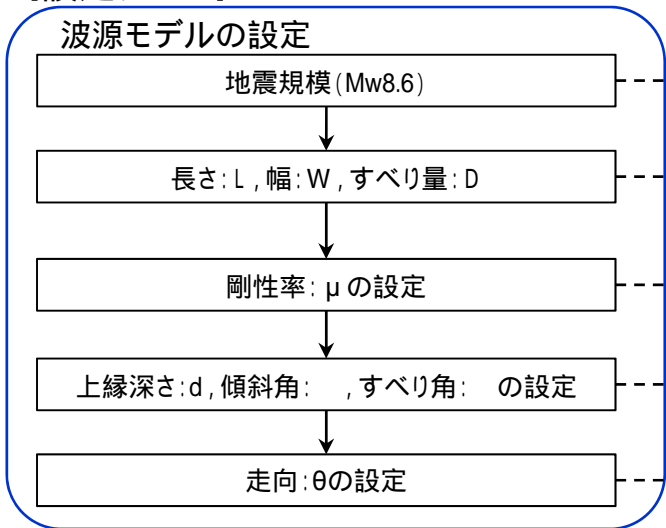 波源モデルの設定
地震規模(Mw8.6)
長さ:L,幅:W,すべり量:D
剛性率:μの設定
上縁深さ:d,傾斜角: ,すべり角: の設定
走向:θの設定